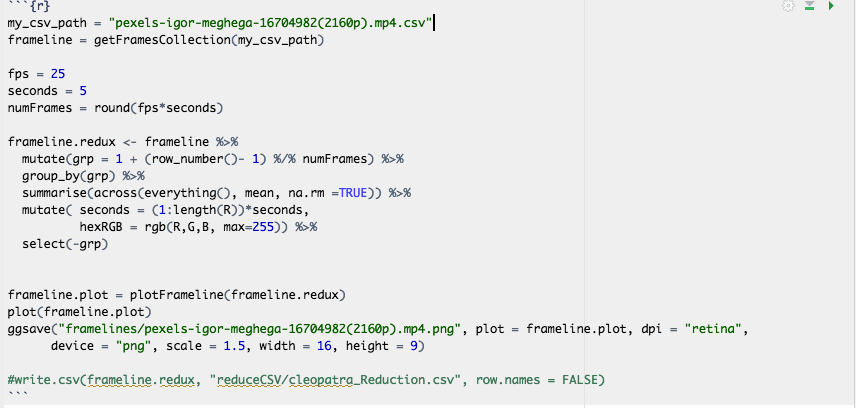 ```{r}
my_csv_path = "pexels-igor-meghega-16704982(2160p).mp4.csv"
frameline = getFramesCollection(my_csv_path)

fps = 25
seconds = 5
numFrames = round(fps*seconds)

frameline.redux <- frameline %>%
  mutate(grp = 1 + (row_number()- 1) %/% numFrames) %>%
  group_by(grp) %>%
  summarise(across(everything(), mean, na.rm =TRUE)) %>%
  mutate( seconds = (1:length(R))*seconds,
          hexRGB = rgb(R,G,B, max=255)) %>%
  select(-grp)


frameline.plot = plotFrameline(frameline.redux)
plot(frameline.plot)
ggsave("framelines/pexels-igor-meghega-16704982(2160p).mp4.png", plot = frameline.plot, dpi = "retina",
      device = "png", scale = 1.5, width = 16, height = 9)

#write.csv(frameline.redux, "reduceCSV/cleopatra_Reduction.csv", row.names = FALSE)
```